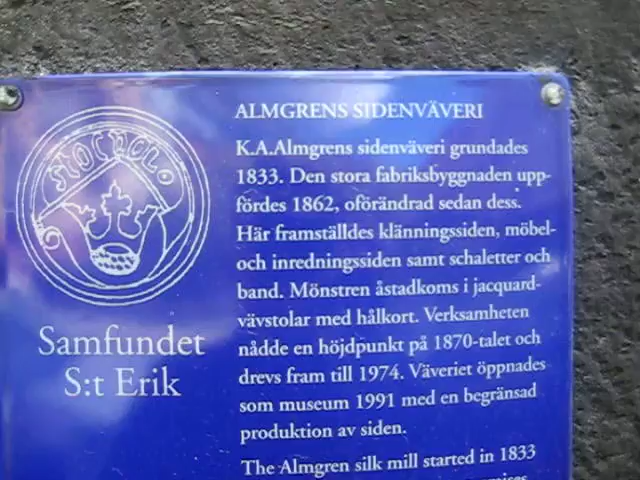 STOCHOLO
Samfundet
S:t Erik
ALMGRENS SIDENVÄVERI
K.A.Almgrens sidenväveri grundades
1833. Den stora fabriksbyggnaden upp-
fördes 1862, oförändrad sedan dess.
Här framställdes klänningssiden, möbel-
och inredningssiden samt schaletter och
band. Mönstren åstadkoms i jacquard-
vävstolar med hålkort. Verksamheten
nådde en höjdpunkt på 1870-talet och
drevs fram till 1974. Väveriet öppnades
som museum 1991 med en begränsad
produktion av siden.
The Almgren silk mill started in 1833